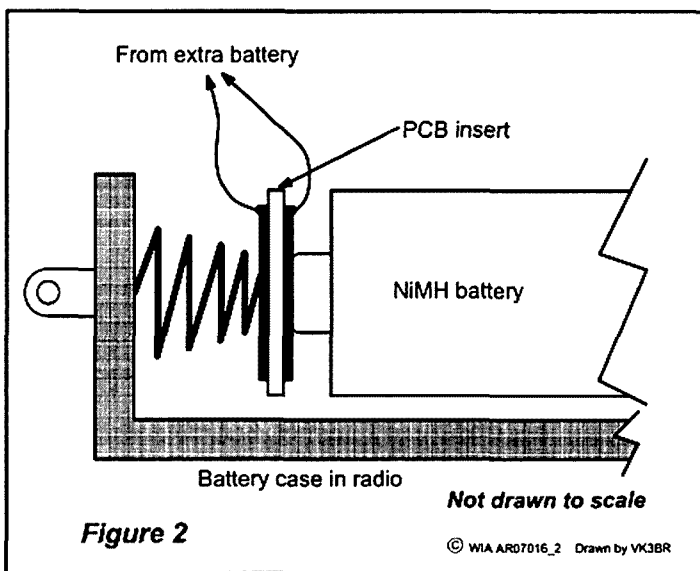 From extra battery
PCB insert
NiMH battery
Battery case in radio
Not drawn to scale
Figure 2
© WIA AR07016_2 Drawn by VK3BR